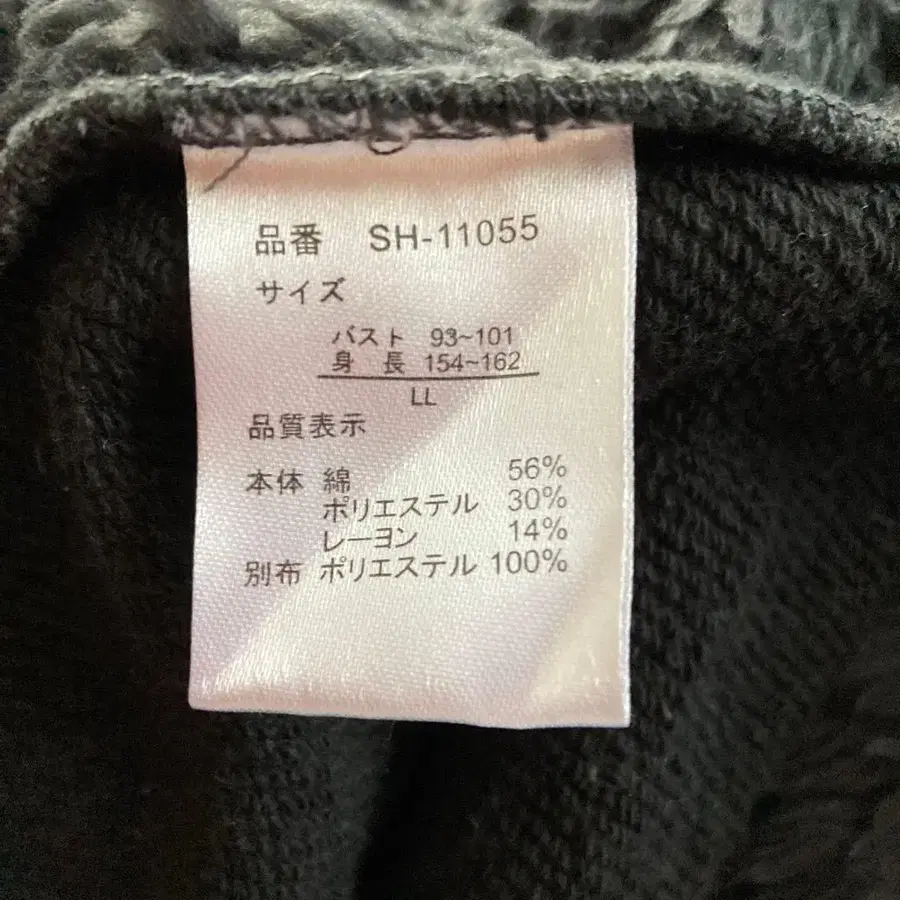 品番 SH-11055
サイズ
バスト 93~101
身 長 154~162
LL
品質表示
本体 綿 56%
ポリエステル 30%
レーヨン 14%
別布 ポリエステル 100%